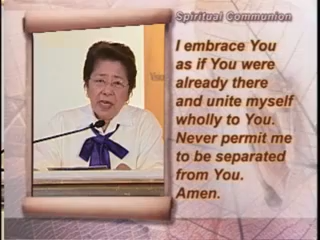 Spiritual Communion
I embrace You
as if You were
already there
and unite myself
wholly to You.
Never permit me
to be separated
from You.
Amen.